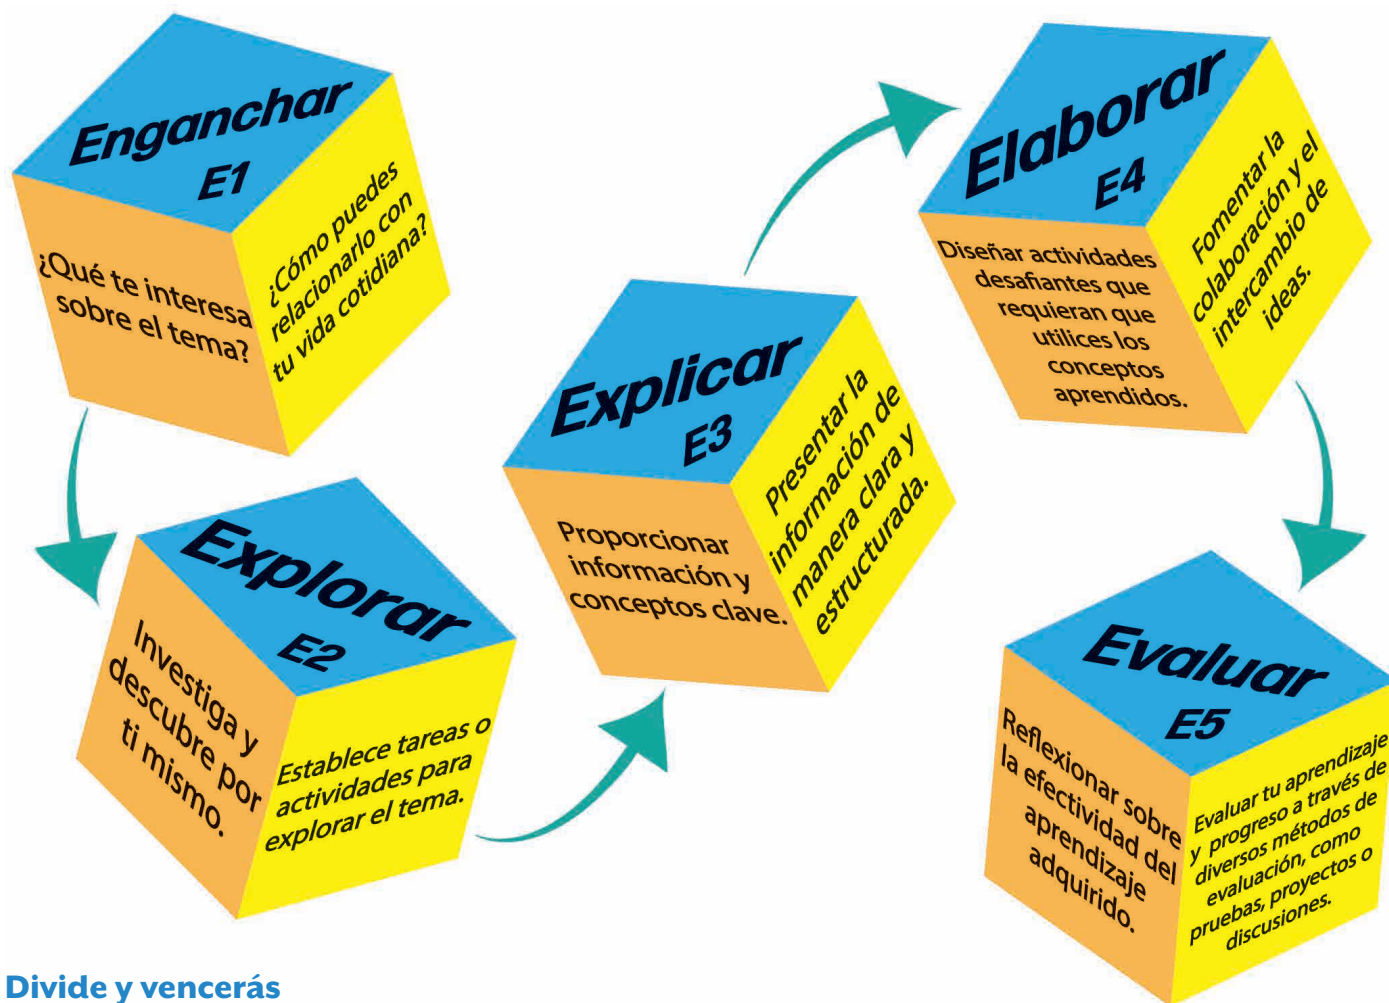 Enganchar
E1
¿Qué te interesa
sobre el tema?
¿Cómo puedes
relacionarlo con
tu vida cotidiana?
Explorar
E2
Investiga y
descubre por
ti mismo.
Establece tareas o
actividades para
explorar el tema.
Explicar
E3
Proporcionar
información y
conceptos clave.
Presentar la
información de
manera clara y
estructurada.
Elaborar
E4
Diseñar actividades
desafiantes que
requieran que
utilices los
conceptos
aprendidos.
Fomentar la
colaboración y el
intercambio de
ideas.
Evaluar
E5
Reflexionar sobre
la efectividad del
aprendizaje
adquirido.
Evaluar tu aprendizaje
y progreso a través de
diversos métodos de
evaluación, como
pruebas, proyectos o
discusiones.
Divide y vencerás